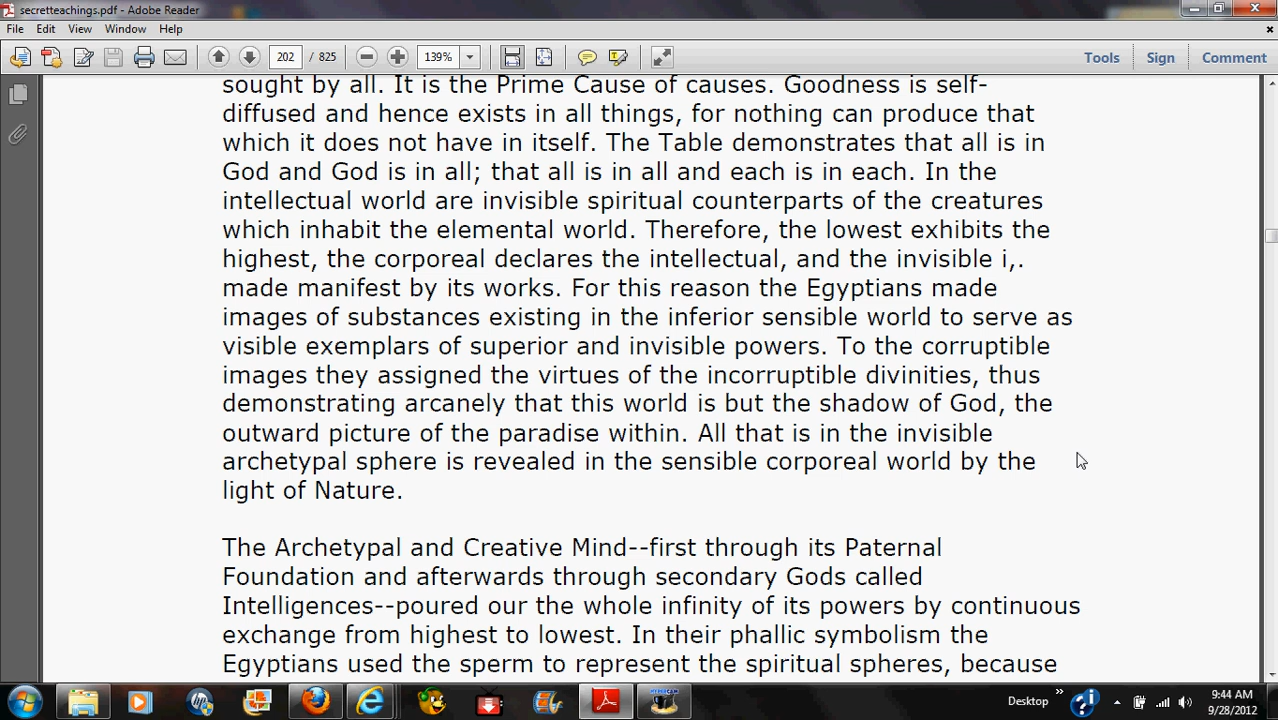 secretteachings.pdf - Adobe Reader
File Edit View Window Help
202 / 825 139% Tools Sign Comment
sought by all. It is the Prime Cause of causes. Goodness is self-
diffused and hence exists in all things, for nothing can produce that
which it does not have in itself. The Table demonstrates that all is in
God and God is in all; that all is in all and each is in each. In the
intellectual world are invisible spiritual counterparts of the creatures
which inhabit the elemental world. Therefore, the lowest exhibits the
highest, the corporeal declares the intellectual, and the invisible i,.
made manifest by its works. For this reason the Egyptians made
images of substances existing in the inferior sensible world to serve as
visible exemplars of superior and invisible powers. To the corruptible
images they assigned the virtues of the incorruptible divinities, thus
demonstrating arcanely that this world is but the shadow of God, the
outward picture of the paradise within. All that is in the invisible
archetypal sphere is revealed in the sensible corporeal world by the
light of Nature.
The Archetypal and Creative Mind--first through its Paternal
Foundation and afterwards through secondary Gods called
Intelligences--poured our the whole infinity of its powers by continuous
exchange from highest to lowest. In their phallic symbolism the
Egyptians used the sperm to represent the spiritual spheres, because
Desktop
9:44 AM
9/28/2012